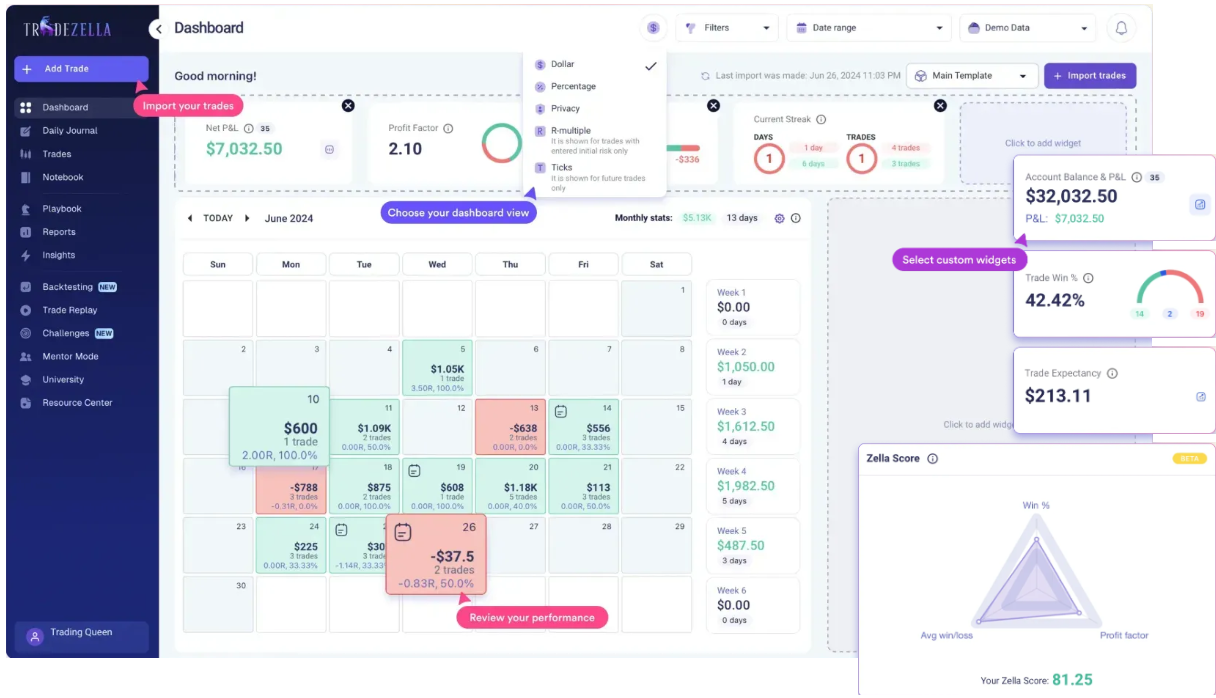 TRADEZELLA
Dashboard
Filters
Date range
Demo Data
+ Add Trade
Good morning!
Last import was made: Jun 26, 2024 11:03 PM
Main Template
+ Import trades
Import your trades
Dashboard
Daily Journal
Trades
Notebook
Playbook
Reports
Insights
Backtesting NEW
Trade Replay
Challenges NEW
Mentor Mode
University
Resource Center
Trading Queen
Net P&L 35
$7,032.50
Profit Factor
2.10
$ Dollar
% Percentage
Privacy
R R-multiple
It is shown for trades with
entered initial risk only
T Ticks
It is shown for future trades
only
-$336
Current Streak
DAYS
1
1 day
6 days
TRADES
1
4 trades
3 trades
Click to add widget
Choose your dashboard view
TODAY
June 2024
Monthly stats: $5.13K 13 days
Sun Mon Tue Wed Thu Fri Sat
1
Week 1
$0.00
0 days
2 3 4 5 6 7 8
$1.05K
1 trade
3.50R, 100.0%
Week 2
$1,050.00
1 day
10
$600
1 trade
2.00R, 100.0%
11
$1.09K
2 trades
0.00R, 50.0%
12
13
-$638
2 trades
0.00R, 0.0%
14
$556
3 trades
0.00R, 33.33%
15
Week 3
$1,612.50
4 days
16
17
-$788
3 trades
-0.31R, 0.0%
18
$875
2 trades
0.00R, 100.0%
19
$608
1 trade
0.00R, 100.0%
20
$1.18K
5 trades
0.00R, 40.0%
21
$113
3 trades
0.00R, 50.0%
22
Week 4
$1,982.50
5 days
23
24
$225
3 trades
0.00R, 33.33%
$30
3 trade
-1.14R, 33.33%
26
-$37.5
2 trades
-0.83R, 50.0%
27 28 29
Week 5
$487.50
3 days
30
Week 6
$0.00
0 days
Review your performance
Account Balance & P&L 35
$32,032.50
P&L: $7,032.50
Select custom widgets
Trade Win %
42.42%
14 2 19
Trade Expectancy
$213.11
Click to add widg
Zella Score
BETA
Win %
Avg win/loss
Profit factor
Your Zella Score: 81.25